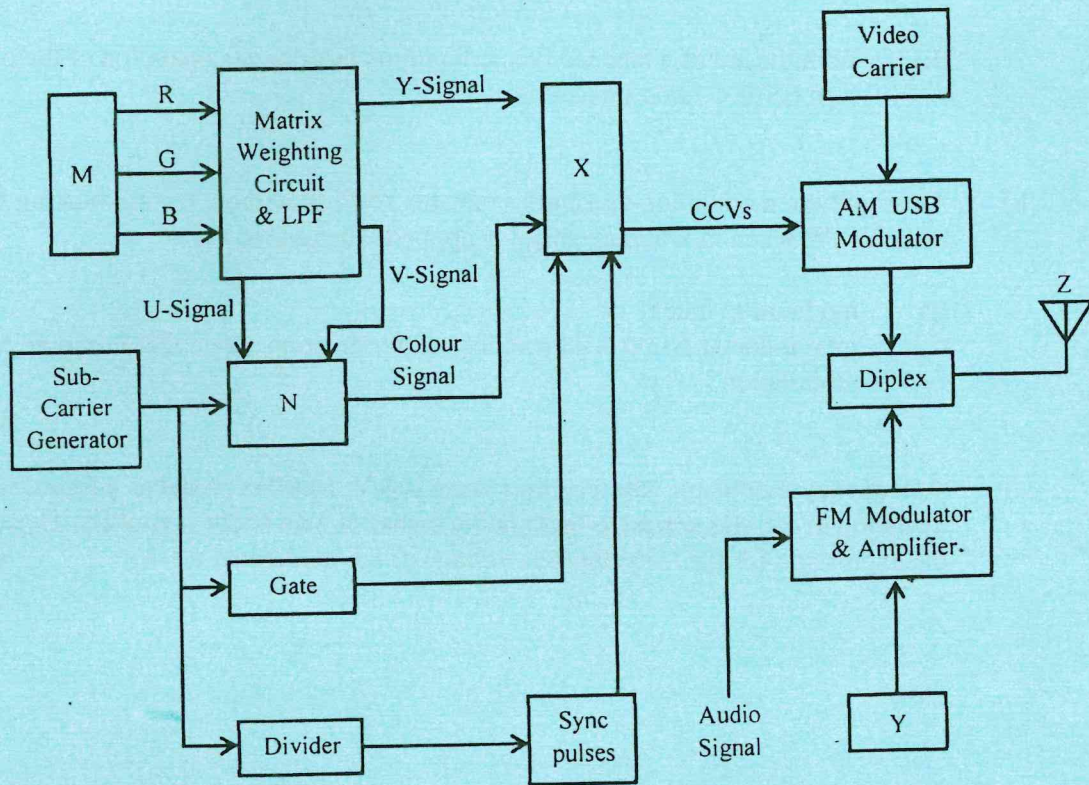 Video
Carrier
R
Y-Signal
Matrix
Weighting
Circuit
& LPF
M
G
X
B
CCVs
AM USB
Modulator
V-Signal
U-Signal
Z
Colour
Signal
Sub-
Carrier
Generator
N
Diplex
FM Modulator
& Amplifier.
Gate
Divider
Sync
pulses
Audio
Signal
Y